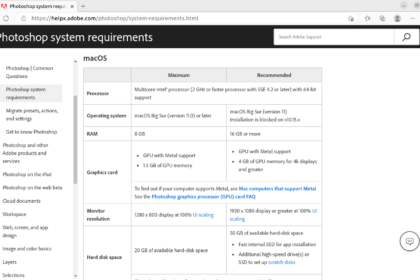 Photoshop system requirements
https://helpx.adobe.com/photoshop/system-requirements.html
Photoshop system requirements
Search Adobe Support
Photoshop | Common Questions
Photoshop system requirements
Migrate presets, actions, and settings
Get to know Photoshop
Photoshop and other Adobe products and services
Photoshop on the iPad
Photoshop on the web beta
Cloud documents
Workspace
Web, screen, and app design
Image and color basics
Layers
Selections
macOS
Minimum
Recommended
Processor
Multicore Intel® processor (2 GHz or faster processor with SSE 4.2 or later) with 64-bit
support
Operating system
macOS Big Sur (version 11.0) or later
macOS Big Sur (version 11)
Installation is blocked on v10.15.x
RAM
8 GB
16 GB or more
Graphics card
GPU with Metal support
1.5 GB of GPU memory
GPU with Metal support
4 GB of GPU memory for 4k displays
and greater
To find out if your computer supports Metal, see Mac computers that support Metal
See the Photoshop graphics processor (GPU) card FAQ
Monitor
resolution
1280 x 800 display at 100% UI scaling
1920 x 1080 display or greater at 100% UI
scaling
Hard disk space
20 GB of available hard-disk space
50 GB of available hard-disk space
Fast internal SSD for app installation
Additional high-speed drive(s) or
SSD to set up scratch disks